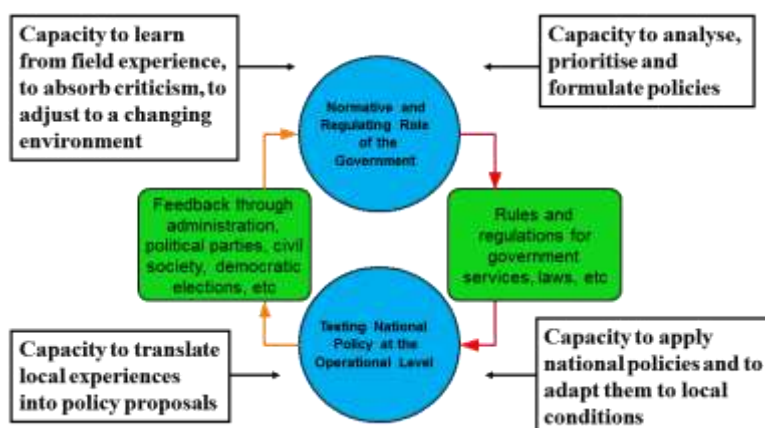 Capacity to learn
from field experience,
to absorb criticism, to
adjust to a changing
environment
Capacity to analyse,
prioritise and
formulate policies
Normative and
Regulating Role
of the
Government
Feedback through
administration,
political parties, civil
society, democratic
elections, etc
Rules and
regulations for
government
services, laws, etc
Testing National
Policy at the
Operational Level
Capacity to translate
local experiences
into policy proposals
Capacity to apply
national policies and to
adapt them to local
conditions